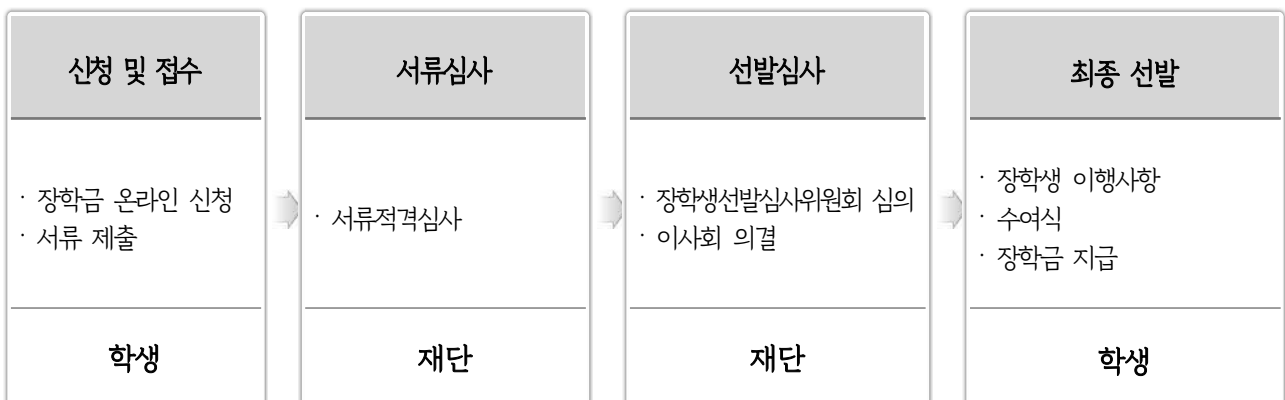 신청 및 접수
· 장학금 온라인 신청
· 서류 제출
학생
서류심사
· 서류적격심사
재단
선발심사
· 장학생선발심사위원회 심의
· 이사회 의결
재단
최종 선발
· 장학생 이행사항
· 수여식
· 장학금 지급
학생